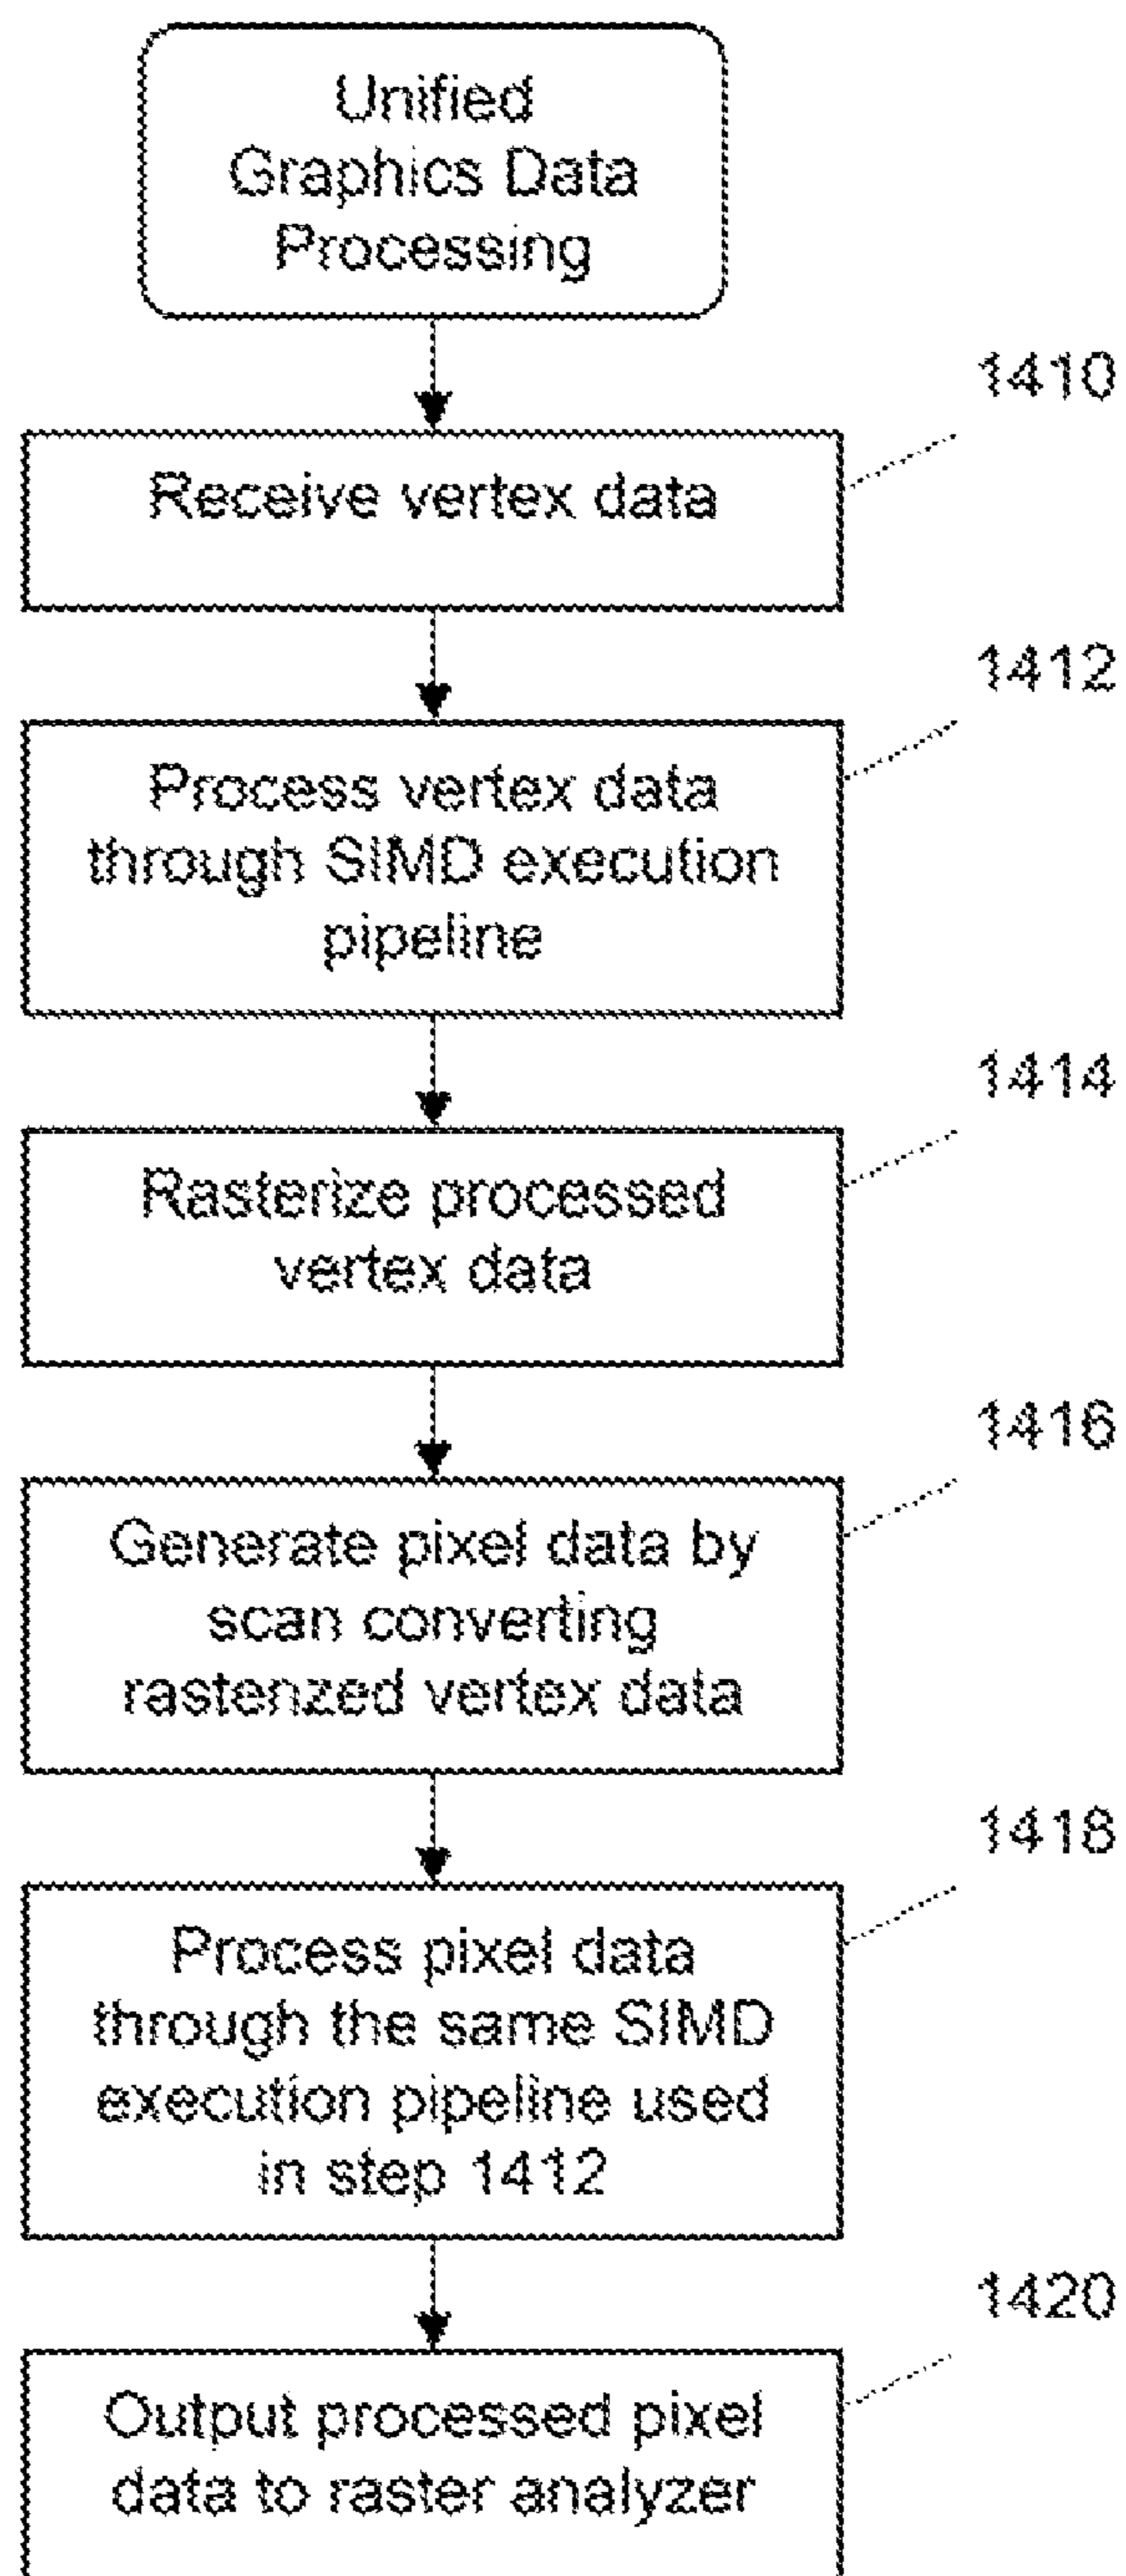 Unified
Graphics Data
Processing
1410
Receive vertex data
1412
Process vertex data
through SIMD execution
pipeline
1414
Rasterize processed
vertex data
1416
Generate pixel data by
scan converting
rastenzed vertex data
1418
Process pixel data
through the same SIMD
execution pipeline used
in step 1412
1420
Output processed pixel
data to raster analyzer